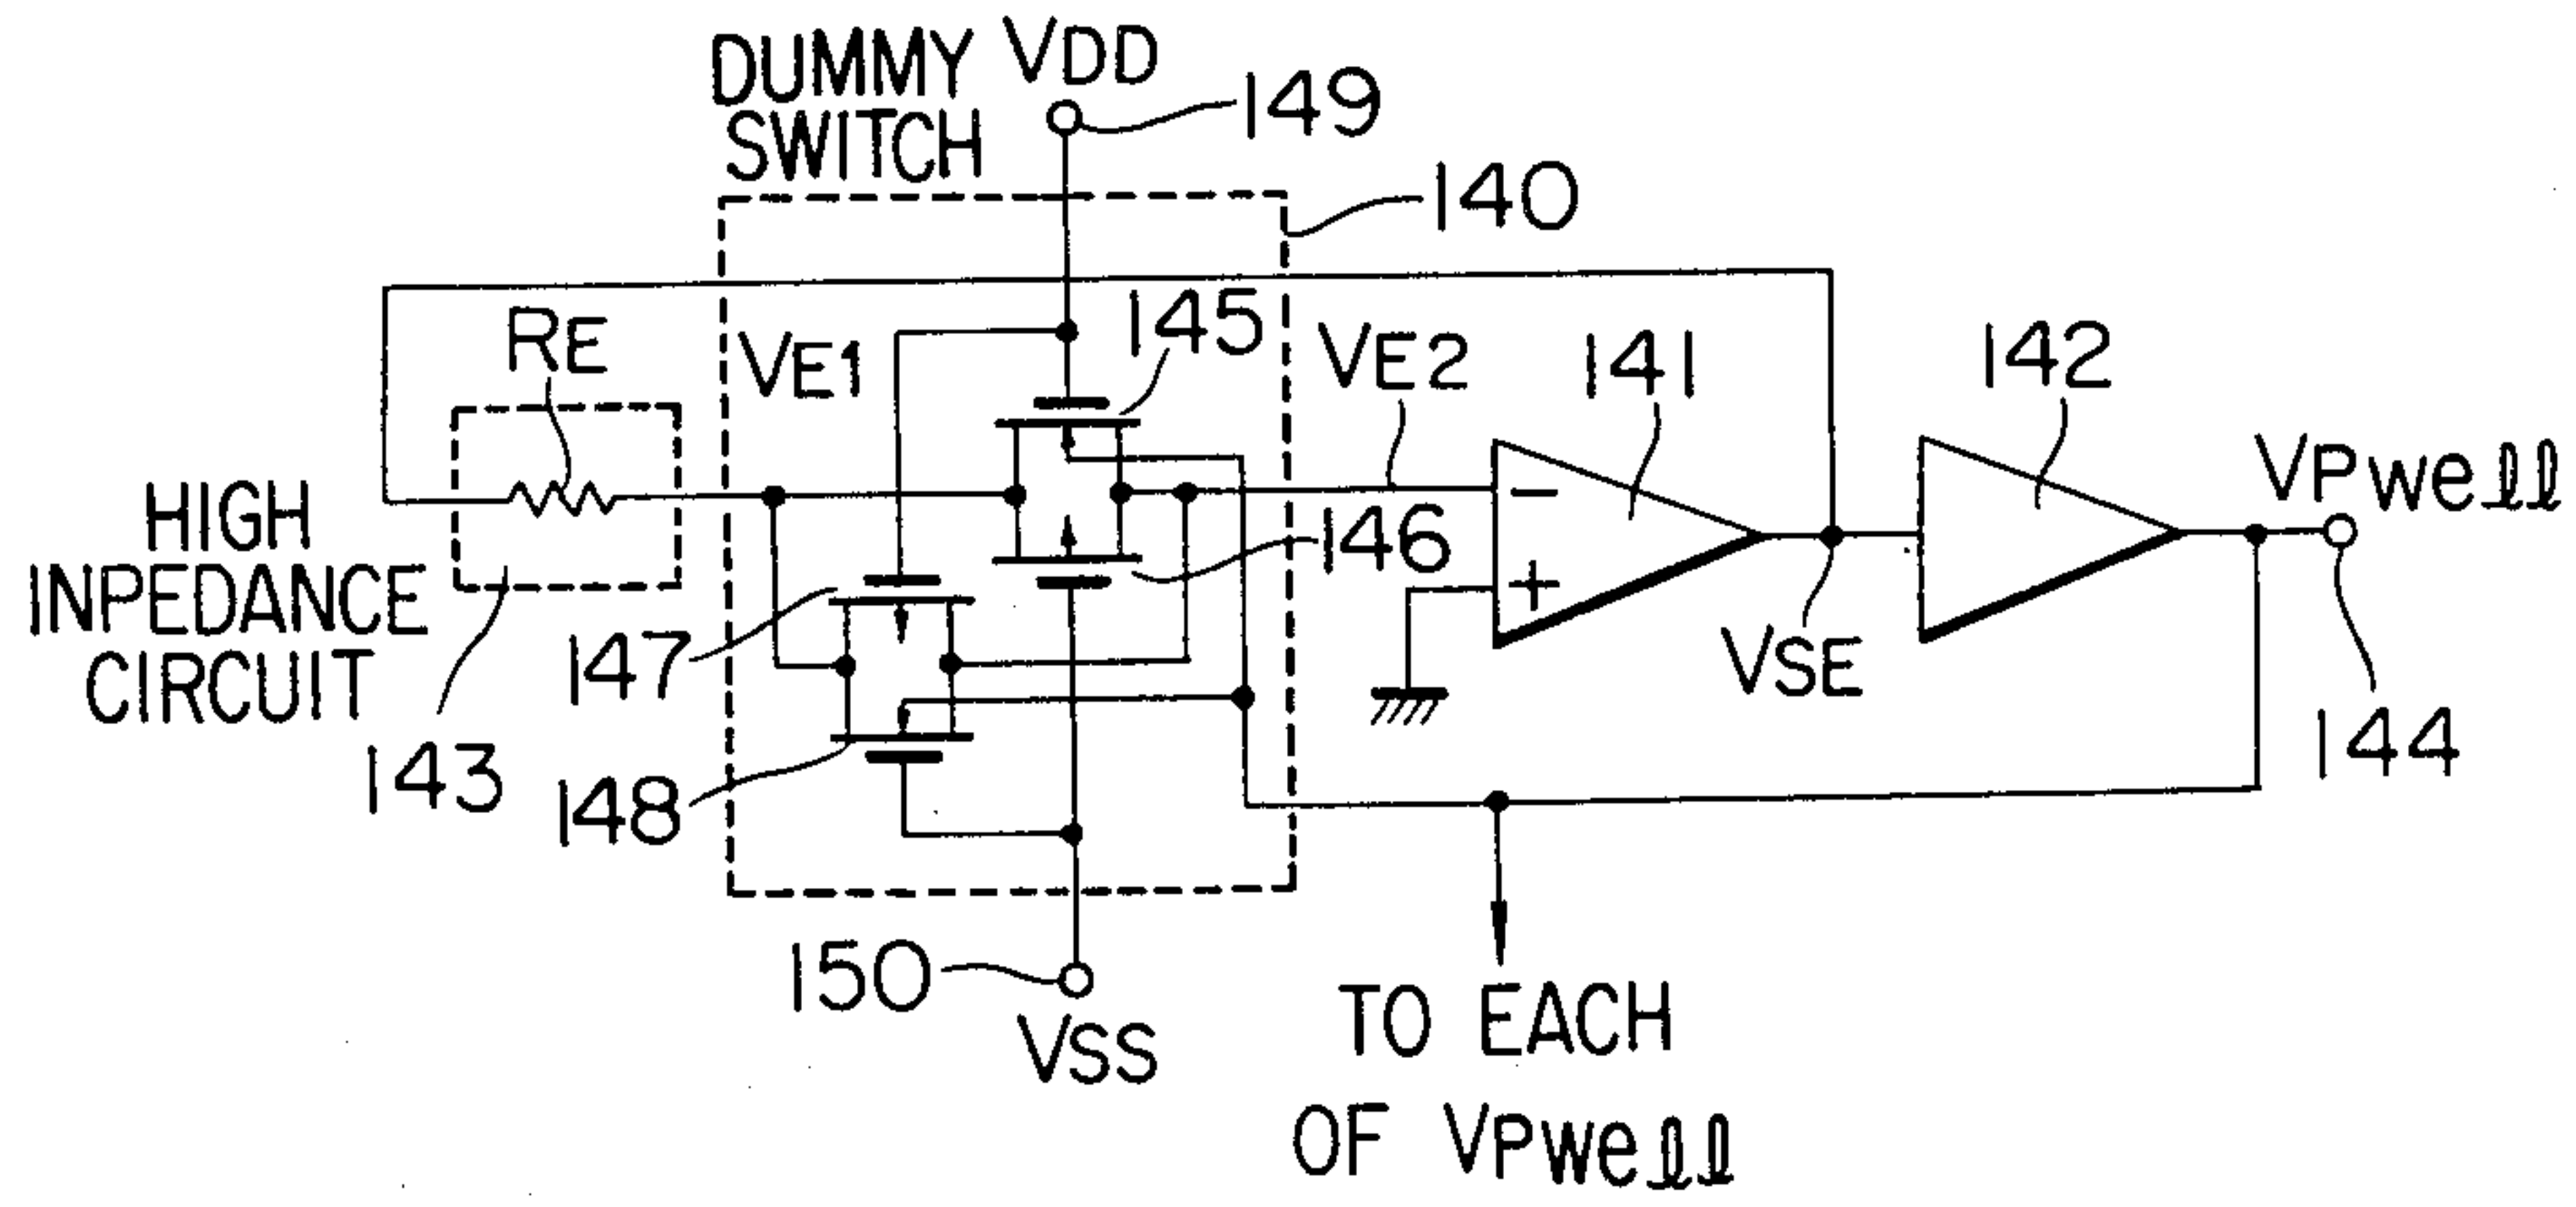 DUMMY
SWITCH
VDD
149
140
145
RE
VE1
VE2
141
142
VPwell
HIGH
INPEDANCE
CIRCUIT
143
146
147
148
−
+
VSE
144
150
VSS
TO EACH
OF VPwell